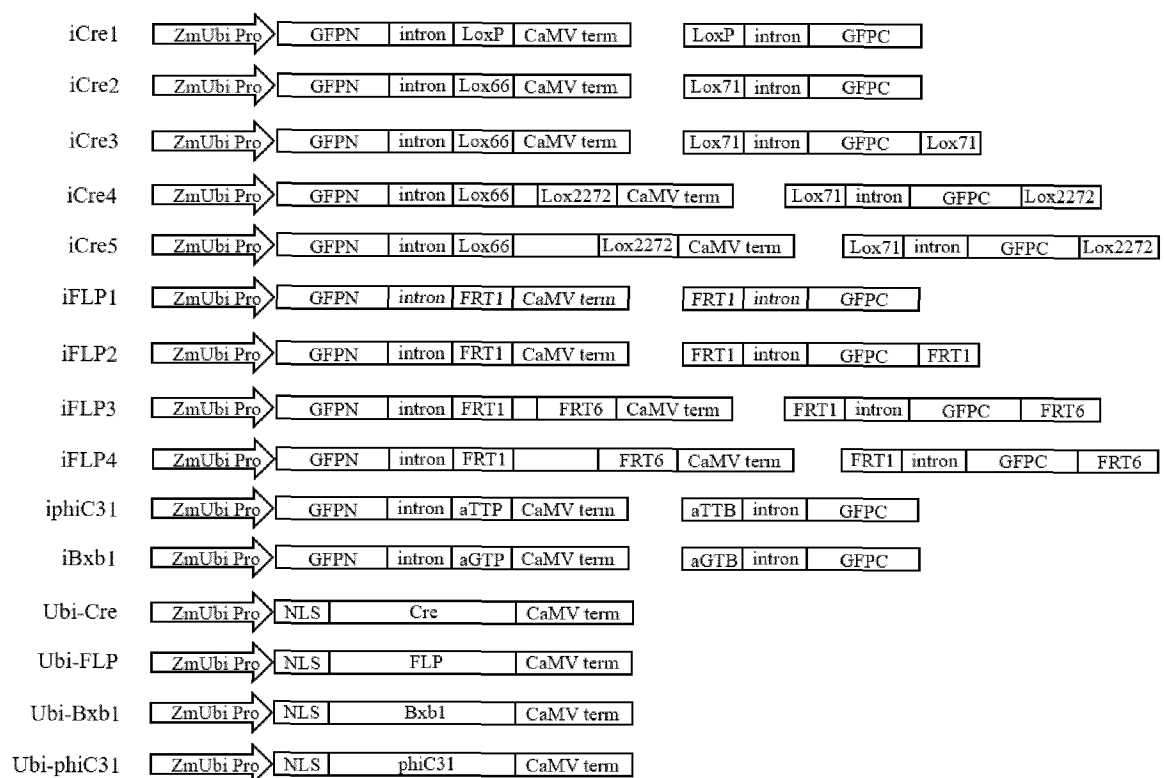 iCre1 ZmUbi Pro GFPN intron LoxP CaMV term LoxP intron GFPC
iCre2 ZmUbi Pro GFPN intron Lox66 CaMV term Lox71 intron GFPC
iCre3 ZmUbi Pro GFPN intron Lox66 CaMV term Lox71 intron GFPC Lox71
iCre4 ZmUbi Pro GFPN intron Lox66 Lox2272 CaMV term Lox71 intron GFPC Lox2272
iCre5 ZmUbi Pro GFPN intron Lox66 Lox2272 CaMV term Lox71 intron GFPC Lox2272
iFLP1 ZmUbi Pro GFPN intron FRT1 CaMV term FRT1 intron GFPC
iFLP2 ZmUbi Pro GFPN intron FRT1 CaMV term FRT1 intron GFPC FRT1
iFLP3 ZmUbi Pro GFPN intron FRT1 FRT6 CaMV term FRT1 intron GFPC FRT6
iFLP4 ZmUbi Pro GFPN intron FRT1 FRT6 CaMV term FRT1 intron GFPC FRT6
iphiC31 ZmUbi Pro GFPN intron aTTP CaMV term aTTB intron GFPC
iBxb1 ZmUbi Pro GFPN intron aGTP CaMV term aGTB intron GFPC
Ubi-Cre ZmUbi Pro NLS Cre CaMV term
Ubi-FLP ZmUbi Pro NLS FLP CaMV term
Ubi-Bxb1 ZmUbi Pro NLS Bxb1 CaMV term
Ubi-phiC31 ZmUbi Pro NLS phiC31 CaMV term